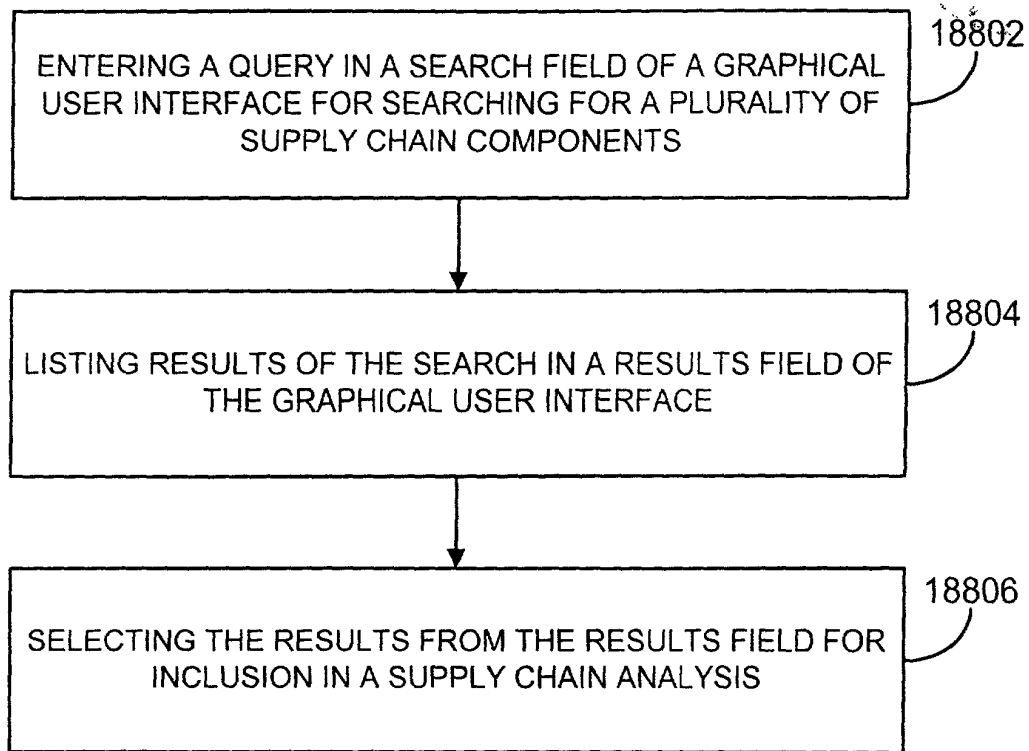 18802
ENTERING A QUERY IN A SEARCH FIELD OF A GRAPHICAL
USER INTERFACE FOR SEARCHING FOR A PLURALITY OF
SUPPLY CHAIN COMPONENTS
18804
LISTING RESULTS OF THE SEARCH IN A RESULTS FIELD OF
THE GRAPHICAL USER INTERFACE
18806
SELECTING THE RESULTS FROM THE RESULTS FIELD FOR
INCLUSION IN A SUPPLY CHAIN ANALYSIS